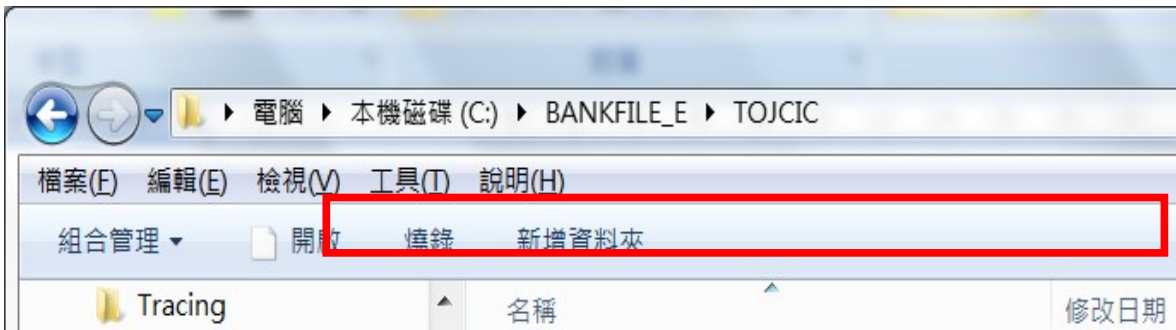 電腦 ▸ 本機磁碟 (C:) ▸ BANKFILE_E ▸ TOJCIC
檔案(F) 編輯(E) 檢視(V) 工具(T) 說明(H)
組合管理 ▾ 開啟 燒錄 新增資料夾
Tracing 名稱 修改日期